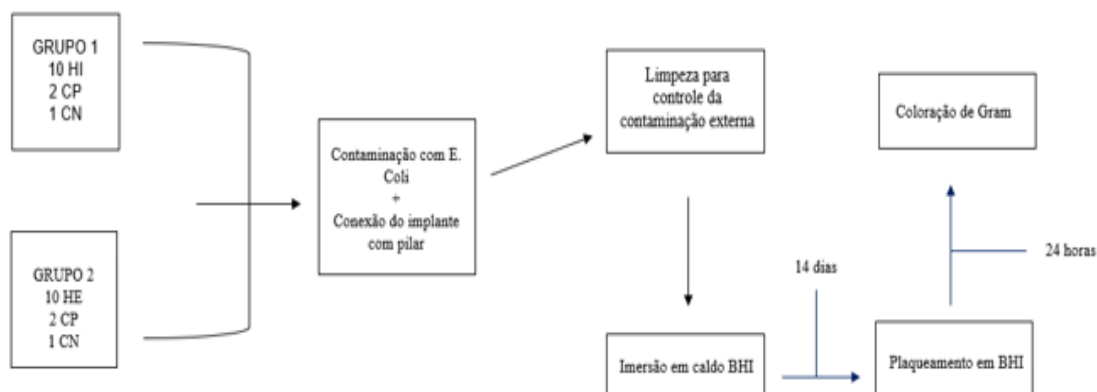 GRUPO 1
10 HI
2 CP
1 CN
GRUPO 2
10 HE
2 CP
1 CN
Contaminação com E.
Coli
+
Conexão do implante
com pilar
Limpeza para
controle da
contaminação externa
Imersão em caldo BHI
14 dias
Plaqueamento em BHI
24 horas
Coloração de Gram